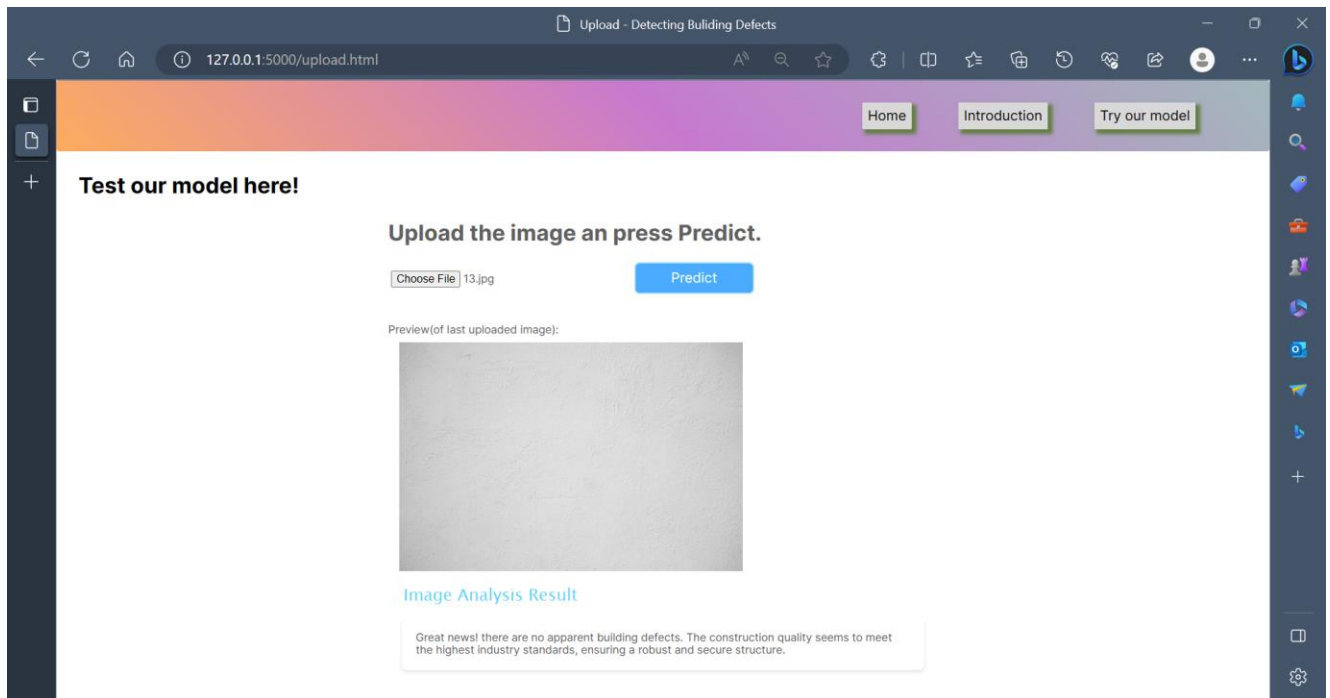 Upload - Detecting Buliding Defects
127.0.0.1:5000/upload.html
Home Introduction Try our model
Test our model here!
Upload the image an press Predict.
Choose File 13.jpg Predict
Preview(of last uploaded image):
Image Analysis Result
Great news! there are no apparent building defects. The construction quality seems to meet
the highest industry standards, ensuring a robust and secure structure.